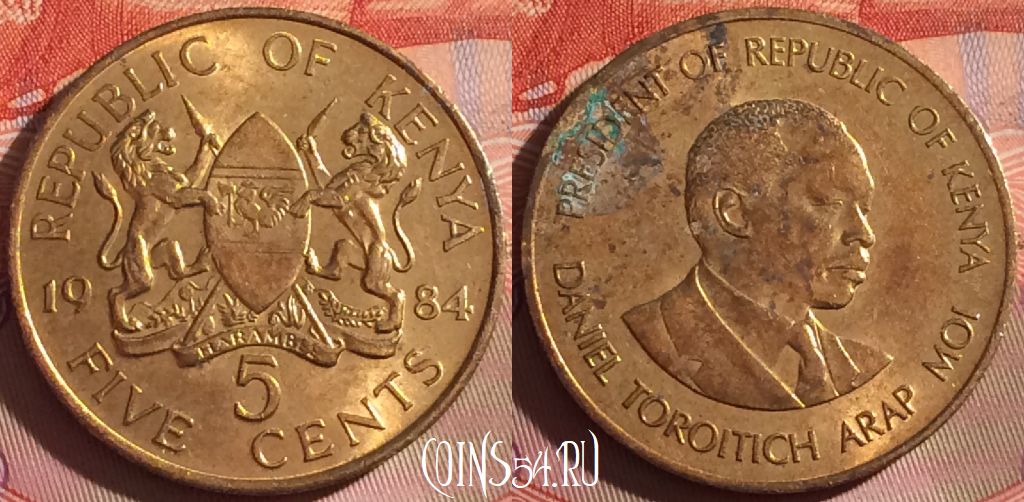 REPUBLIC OF KENYA
19 84
HARAMBEE
5
FIVE CENTS
PRESIDENT OF REPUBLIC OF KENYA
DANIEL TOROITICH ARAP MOI
COINS54.RU